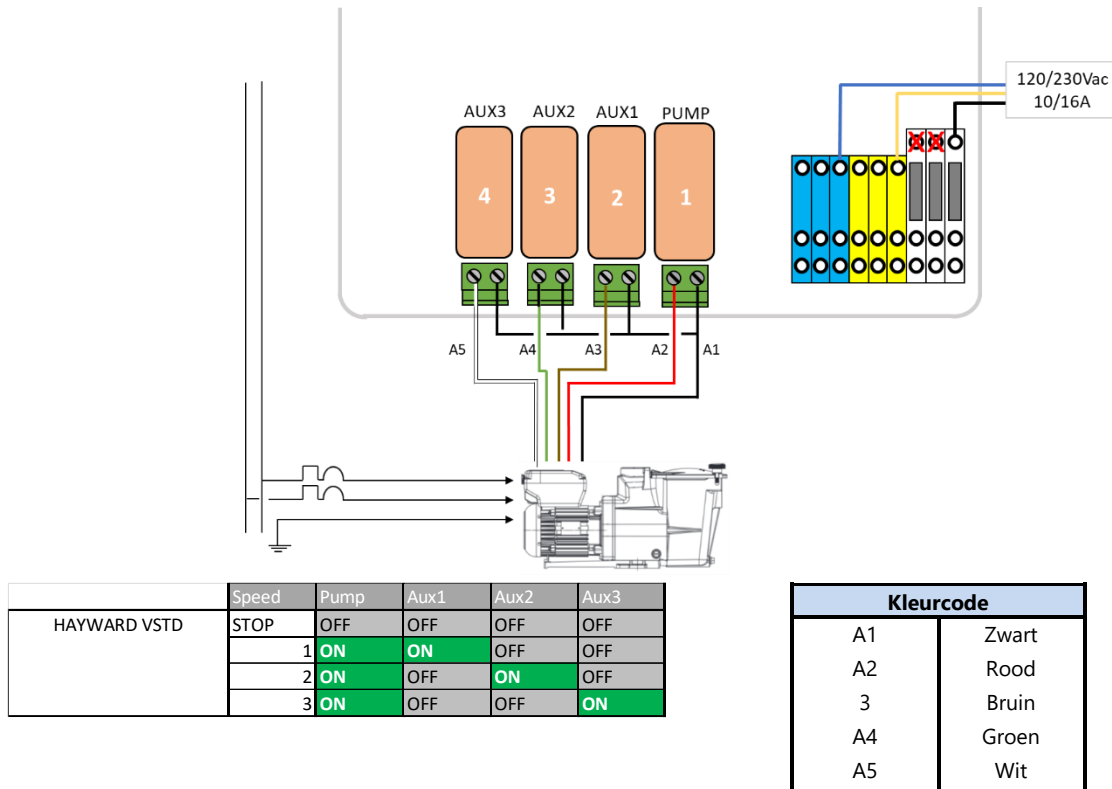 120/230Vac
10/16A
AUX3 AUX2 AUX1 PUMP
4 3 2 1
A5 A4 A3 A2 A1
Speed Pump Aux1 Aux2 Aux3
HAYWARD VSTD STOP OFF OFF OFF OFF
1 ON ON OFF OFF
2 ON OFF ON OFF
3 ON OFF OFF ON
Kleurcode
A1 Zwart
A2 Rood
3 Bruin
A4 Groen
A5 Wit